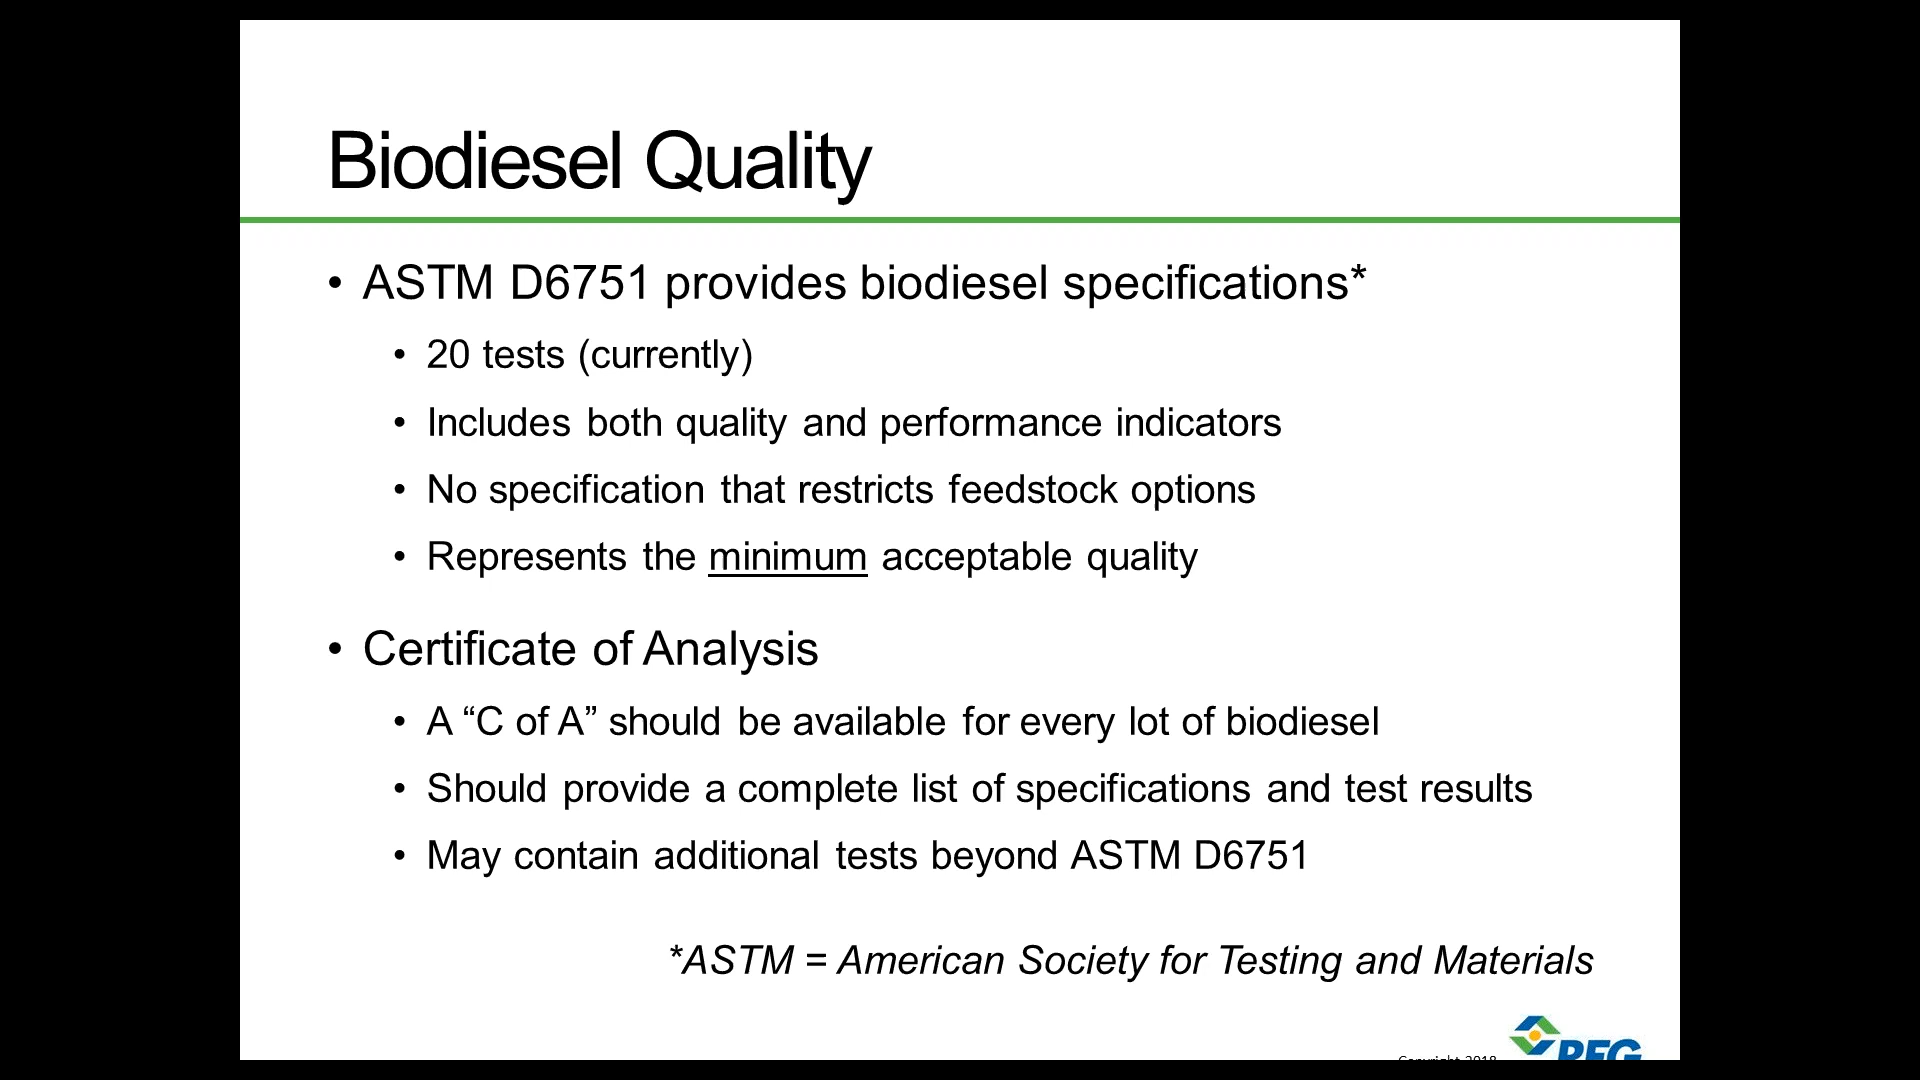 Biodiesel Quality
• ASTM D6751 provides biodiesel specifications*
• 20 tests (currently)
• Includes both quality and performance indicators
• No specification that restricts feedstock options
• Represents the minimum acceptable quality
• Certificate of Analysis
• A “C of A” should be available for every lot of biodiesel
• Should provide a complete list of specifications and test results
• May contain additional tests beyond ASTM D6751
*ASTM = American Society for Testing and Materials
Copyright 2018
REG